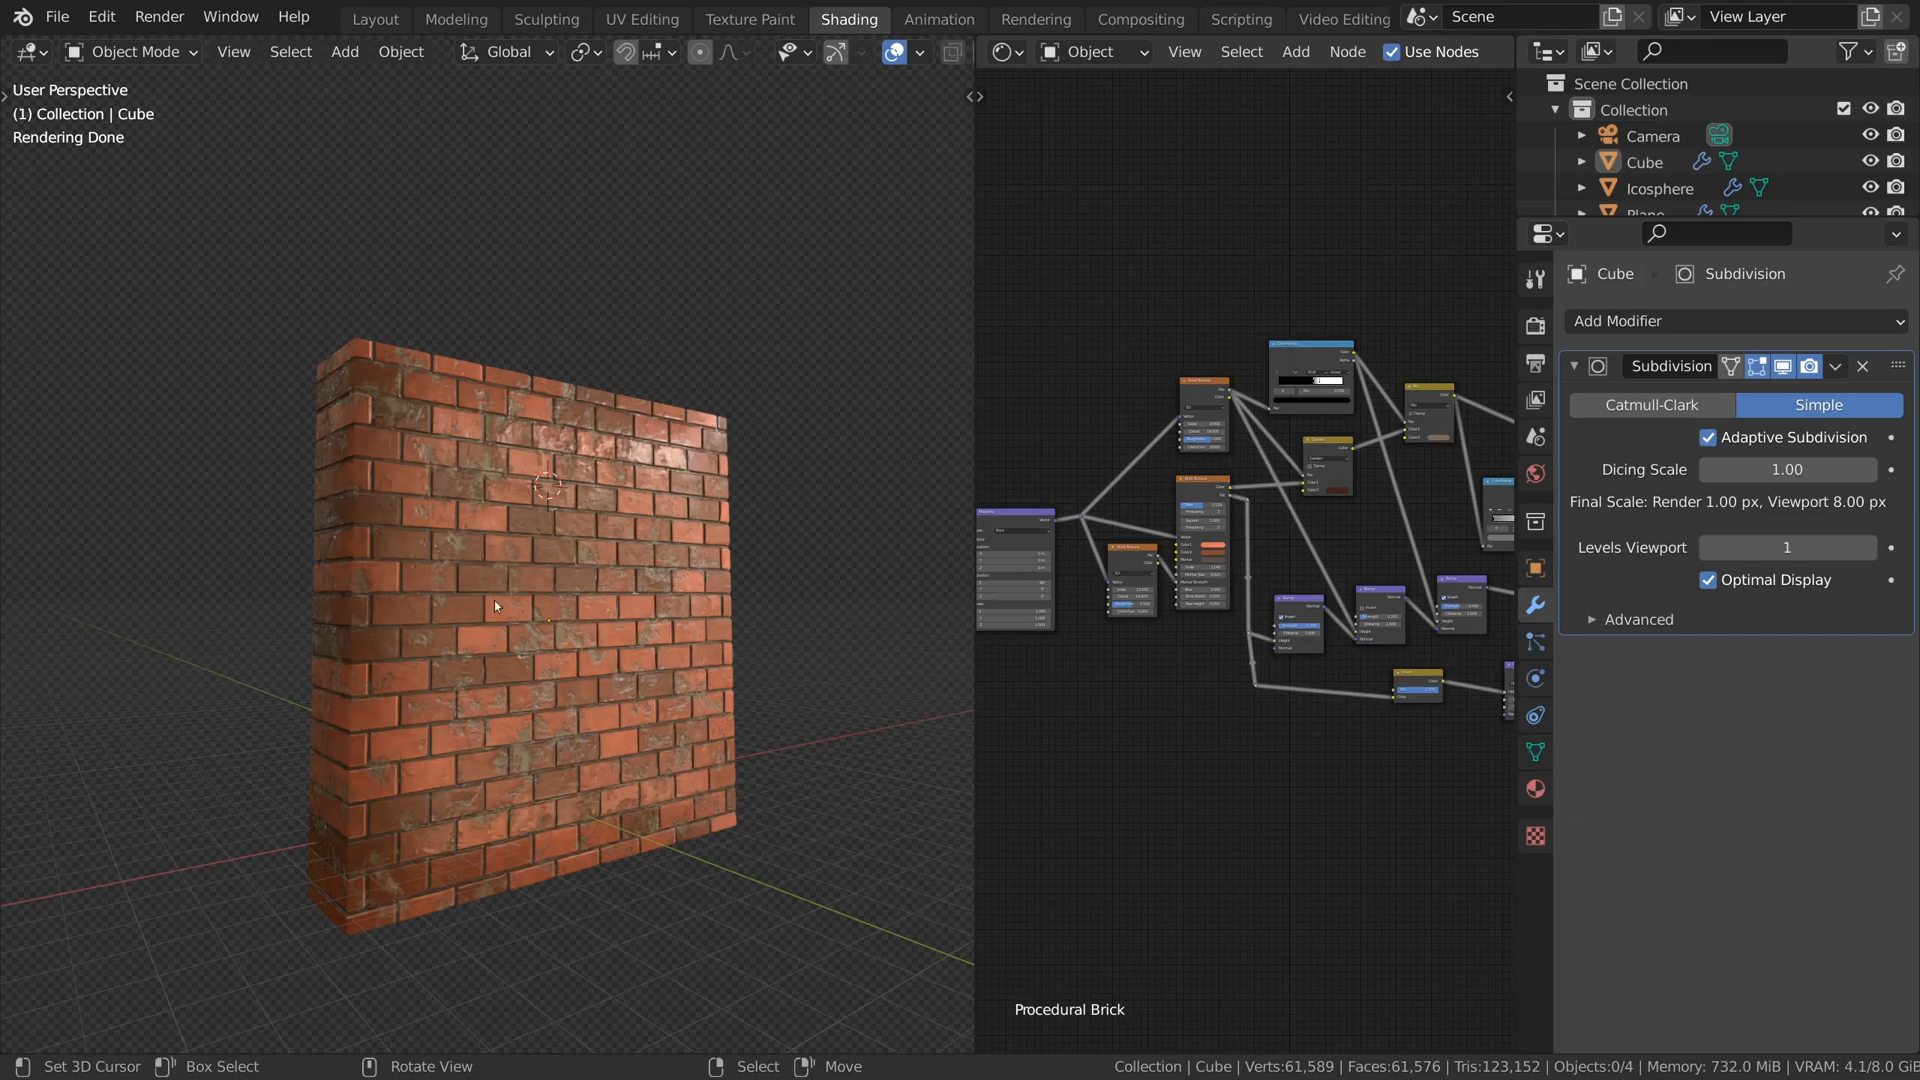 File Edit Render Window Help Layout Modeling Sculpting UV Editing Texture Paint Shading Animation Rendering Compositing Scripting Video Editing Scene View Layer
Object Mode View Select Add Object Global Object View Select Add Node Use Nodes
User Perspective
(1) Collection | Cube
Rendering Done
Scene Collection
Collection
Camera
Cube
Icosphere
Plane
Cube Subdivision
Add Modifier
Subdivision
Catmull-Clark Simple
Adaptive Subdivision
Dicing Scale 1.00
Final Scale: Render 1.00 px, Viewport 8.00 px
Levels Viewport 1
Optimal Display
Advanced
Procedural Brick
Set 3D Cursor Box Select Rotate View Select Move Collection | Cube | Verts:61,589 | Faces:61,576 | Tris:123,152 | Objects:0/4 | Memory: 732.0 MiB | VRAM: 4.1/8.0 GiB